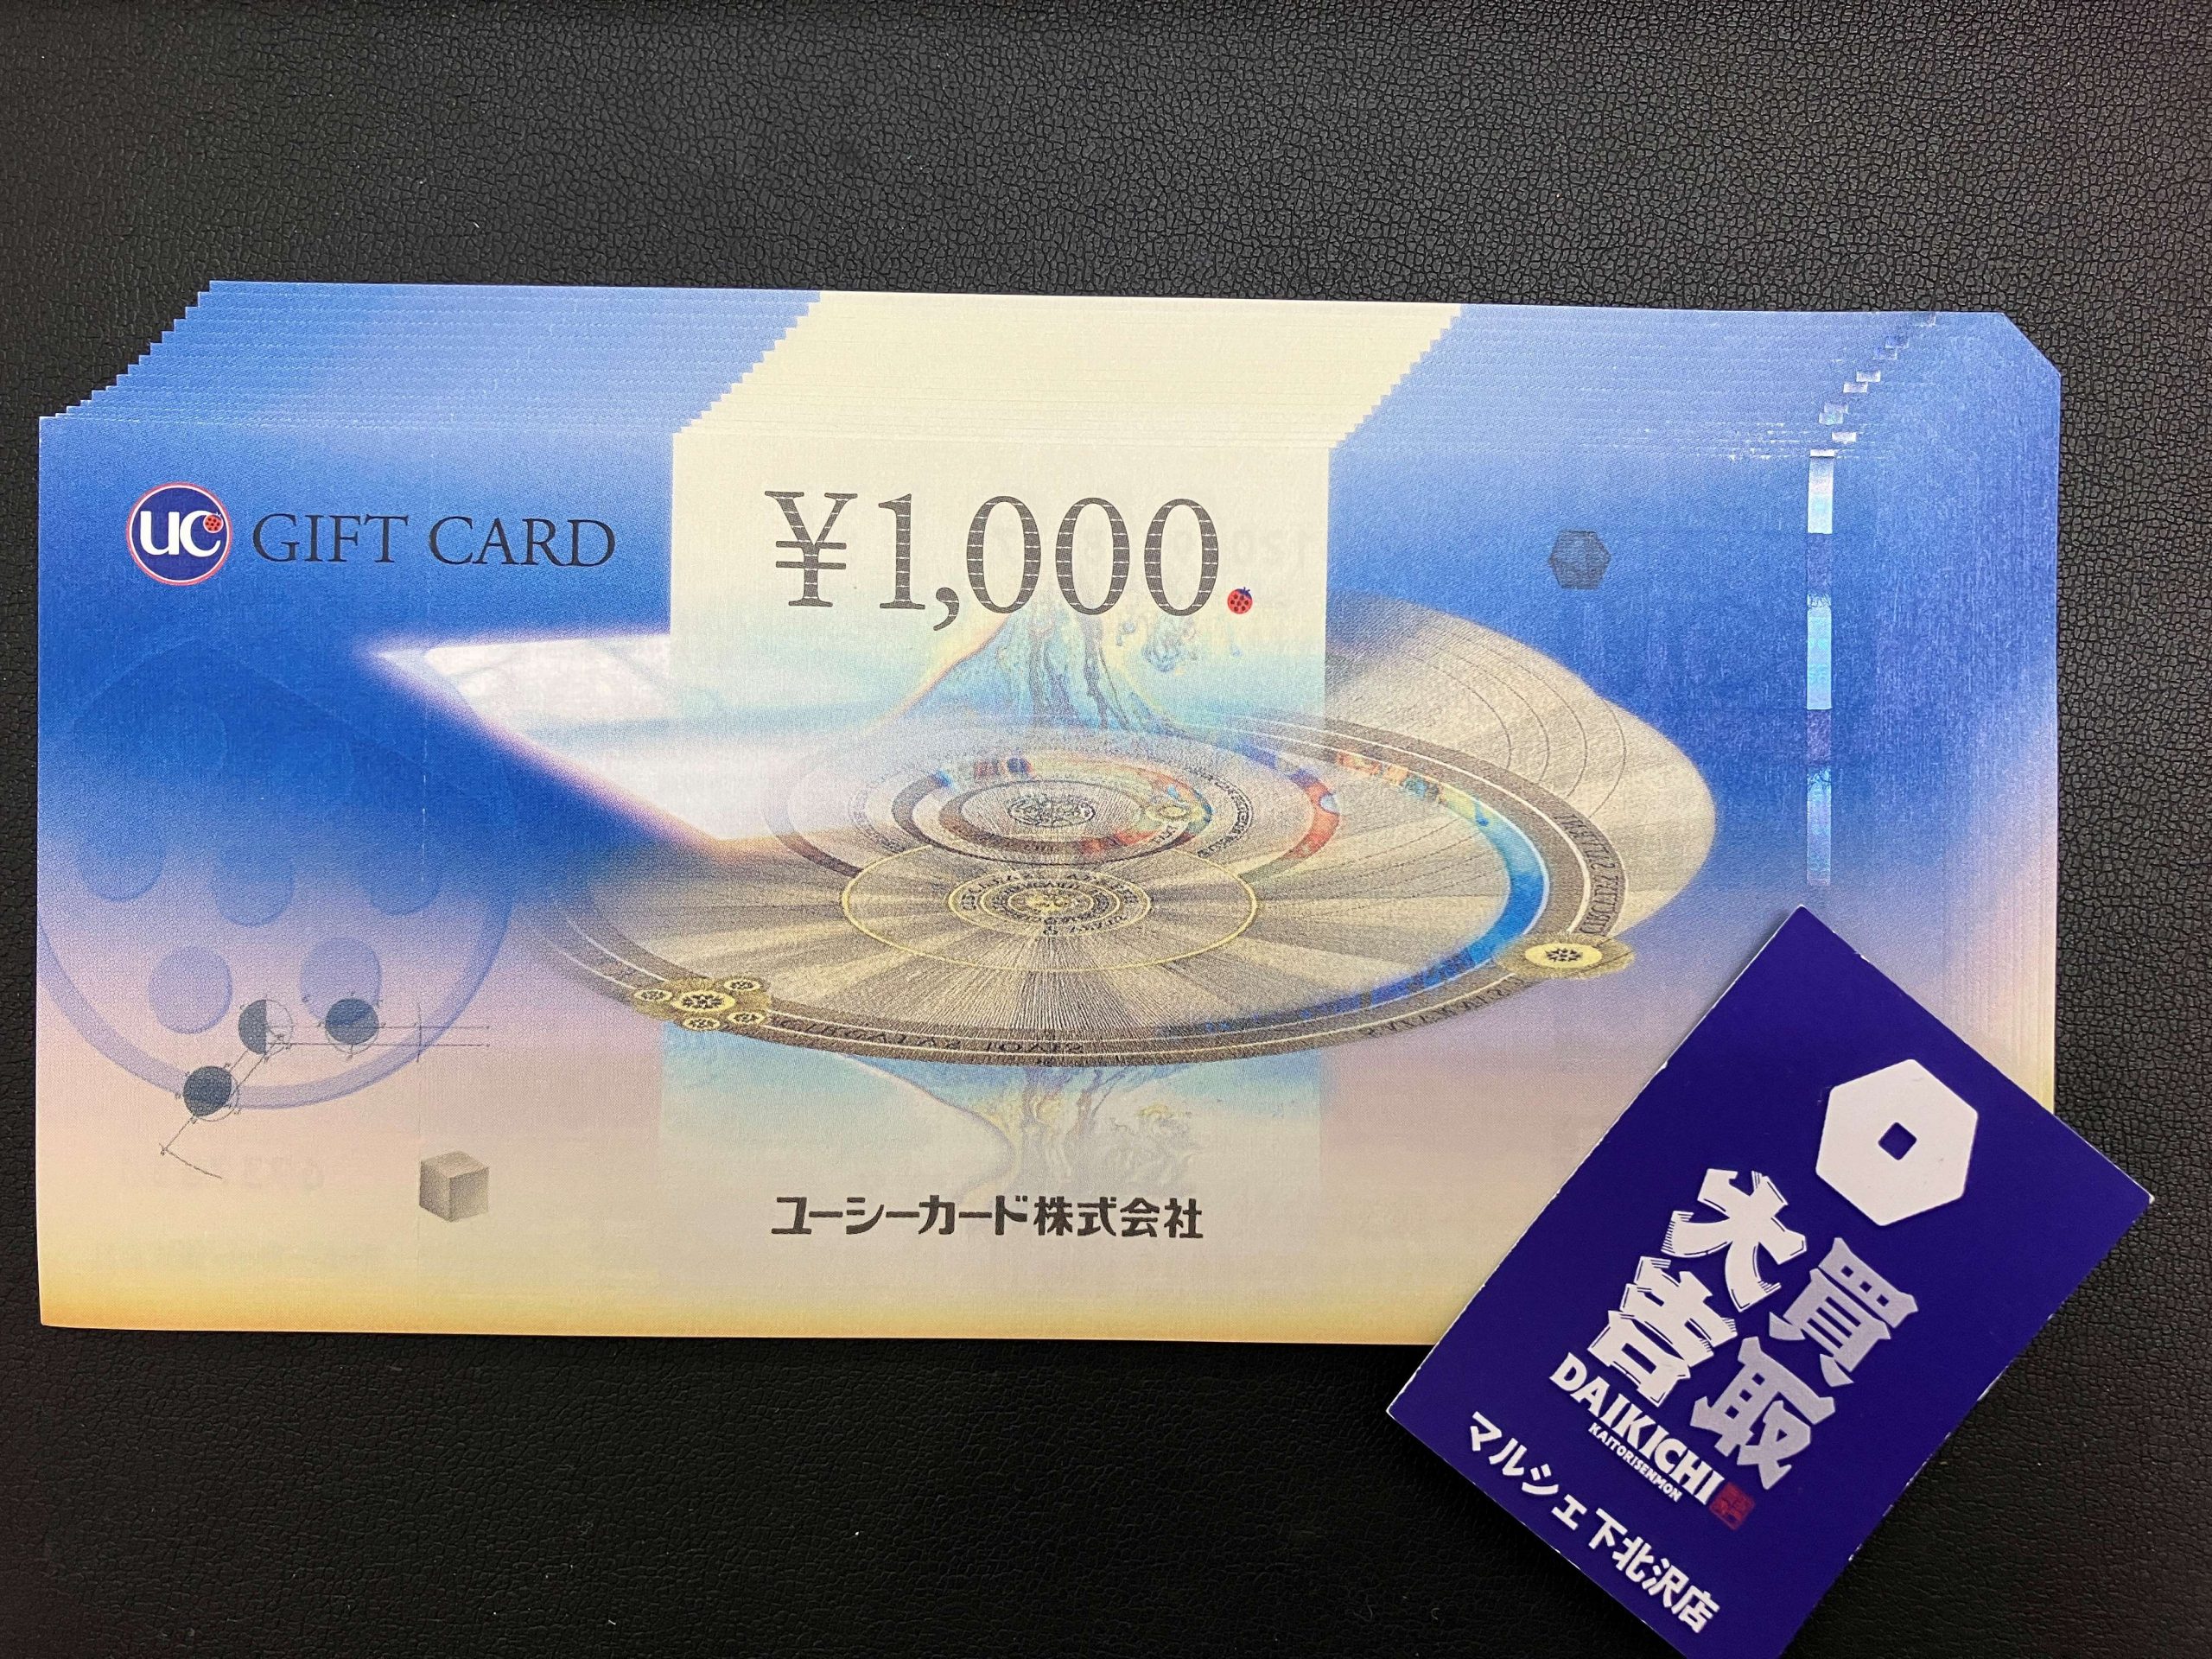 UC GIFT CARD
¥1,000.
ユーシーカード株式会社
買取
大吉
DAIKICHI
KAITORISENMON
マルシェ下北沢店